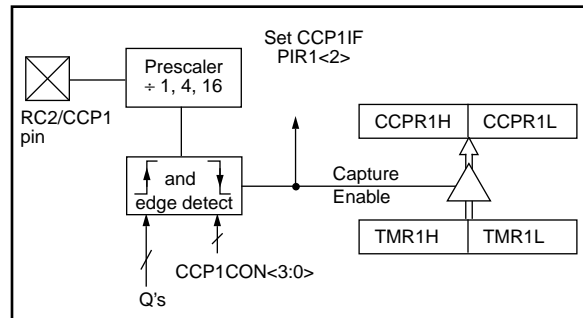 Set CCP1IF
PIR1<2>
Prescaler
÷ 1, 4, 16
RC2/CCP1
pin
CCPR1H
CCPR1L
and
edge detect
Capture
Enable
TMR1H
TMR1L
CCP1CON<3:0>
Q's